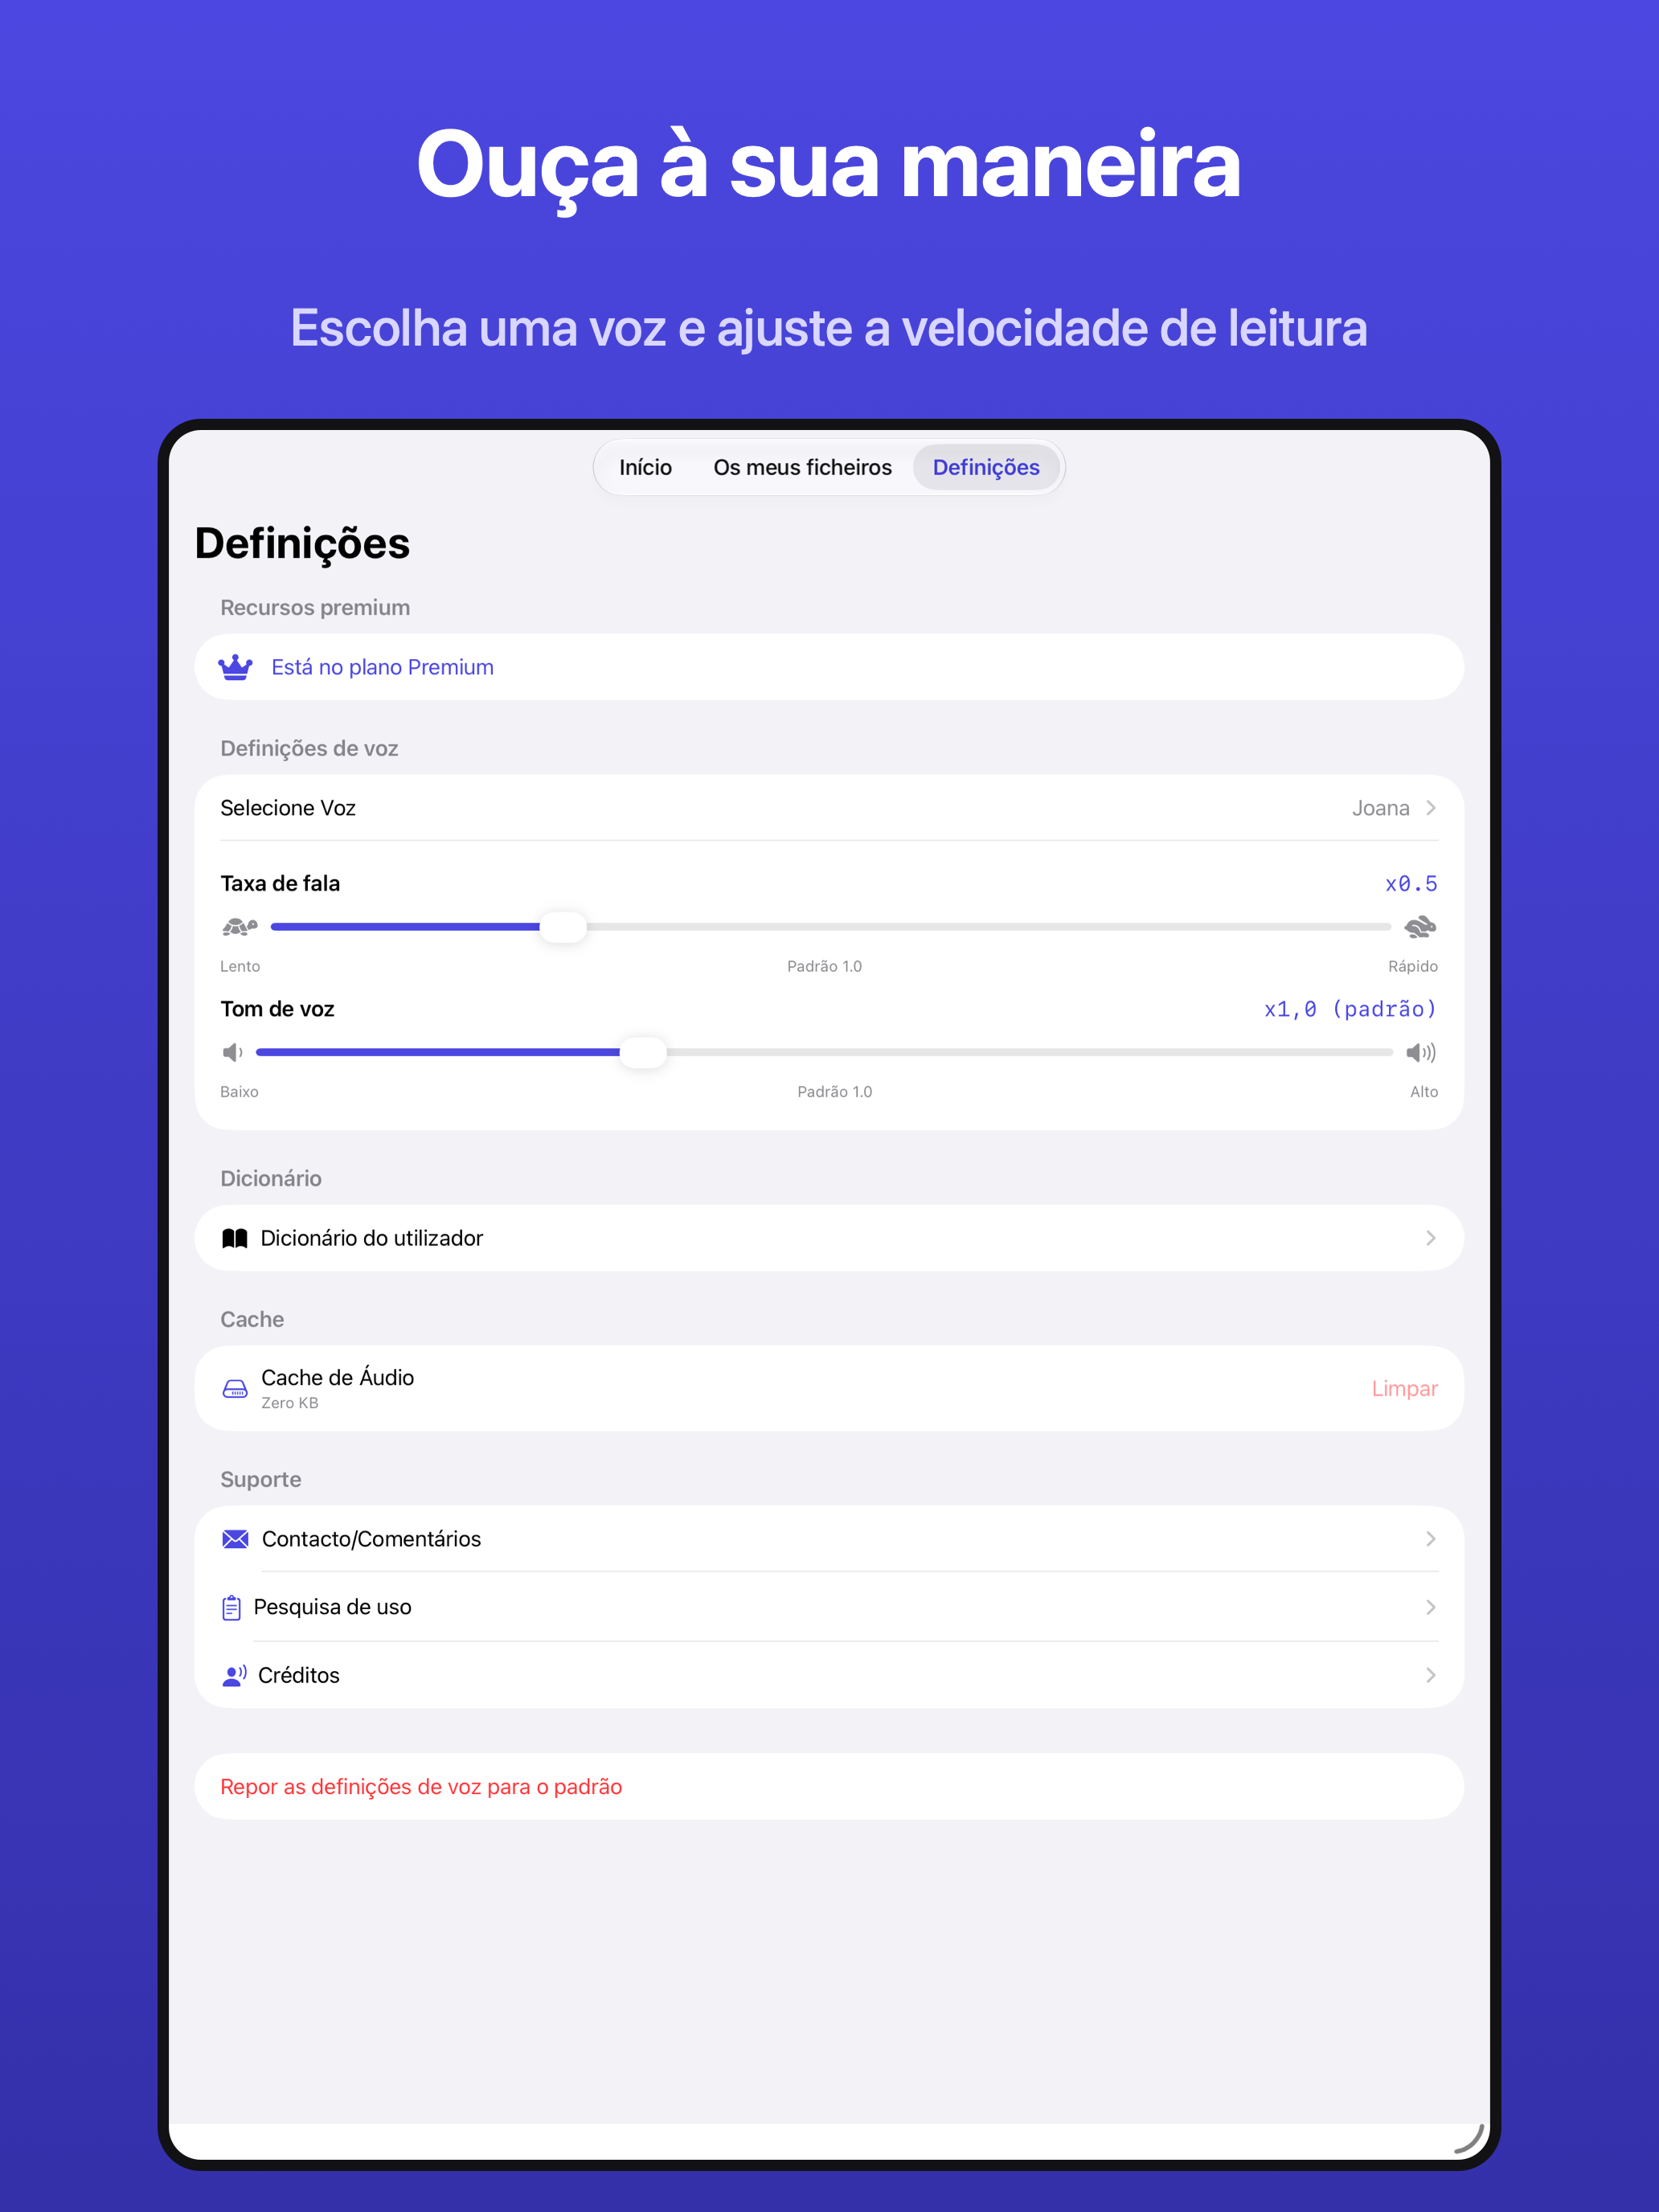 Ouça à sua maneira
Escolha uma voz e ajuste a velocidade de leitura
Início Os meus ficheiros Definições
Definições
Recursos premium
Está no plano Premium
Definições de voz
Selecione Voz Joana
Taxa de fala x0.5
Lento Padrão 1.0 Rápido
Tom de voz x1,0 (padrão)
Baixo Padrão 1.0 Alto
Dicionário
Dicionário do utilizador
Cache
Cache de Áudio
Zero KB
Limpar
Suporte
Contacto/Comentários
Pesquisa de uso
Créditos
Repor as definições de voz para o padrão